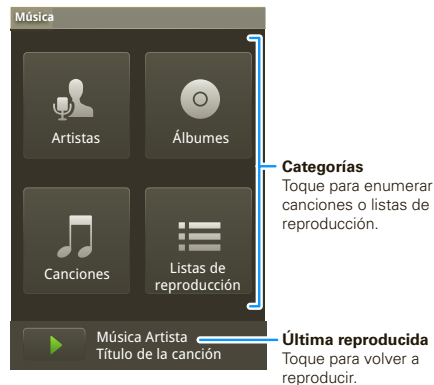 Música
Artistas
Álbumes
Canciones
Listas de
reproducción
Música Artista
Título de la canción
Categorías
Toque para enumerar
canciones o listas de
reproducción.
Última reproducida
Toque para volver a
reproducir.